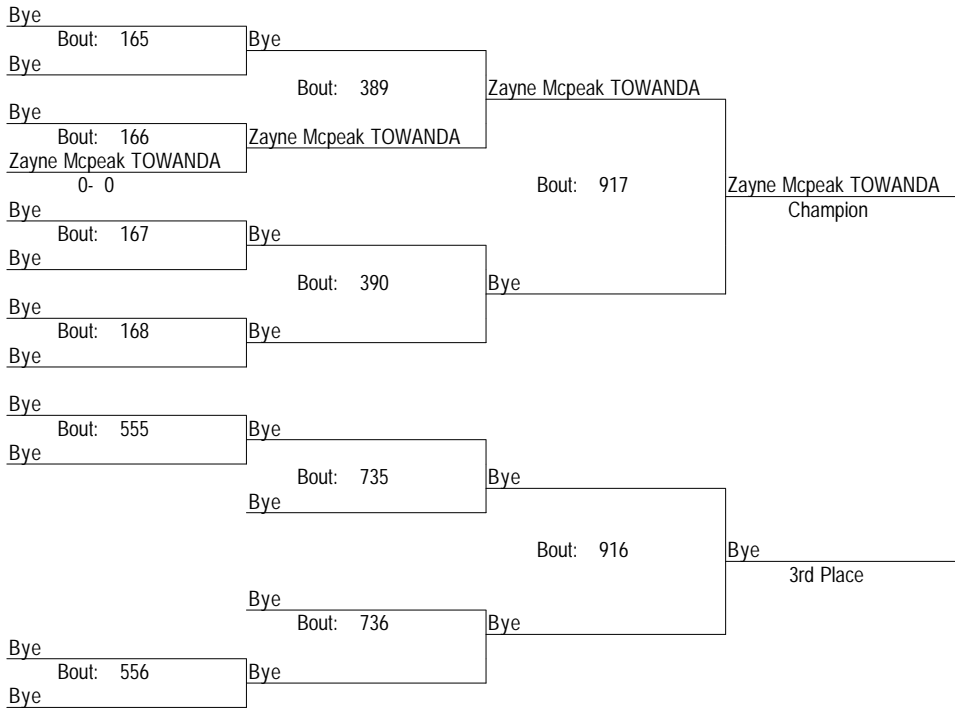 Bye
Bout: 165 Bye
Bye
Bout: 389 Zayne Mcpeak TOWANDA
Bye
Bout: 166 Zayne Mcpeak TOWANDA
Zayne Mcpeak TOWANDA
0- 0 Bout: 917 Zayne Mcpeak TOWANDA
Bye Champion
Bout: 167 Bye
Bye
Bout: 390 Bye
Bye
Bout: 168 Bye
Bye
Bye
Bout: 555 Bye
Bye
Bout: 735 Bye
Bye
Bout: 916 Bye
3rd Place
Bye
Bout: 736 Bye
Bye
Bout: 556 Bye
Bye